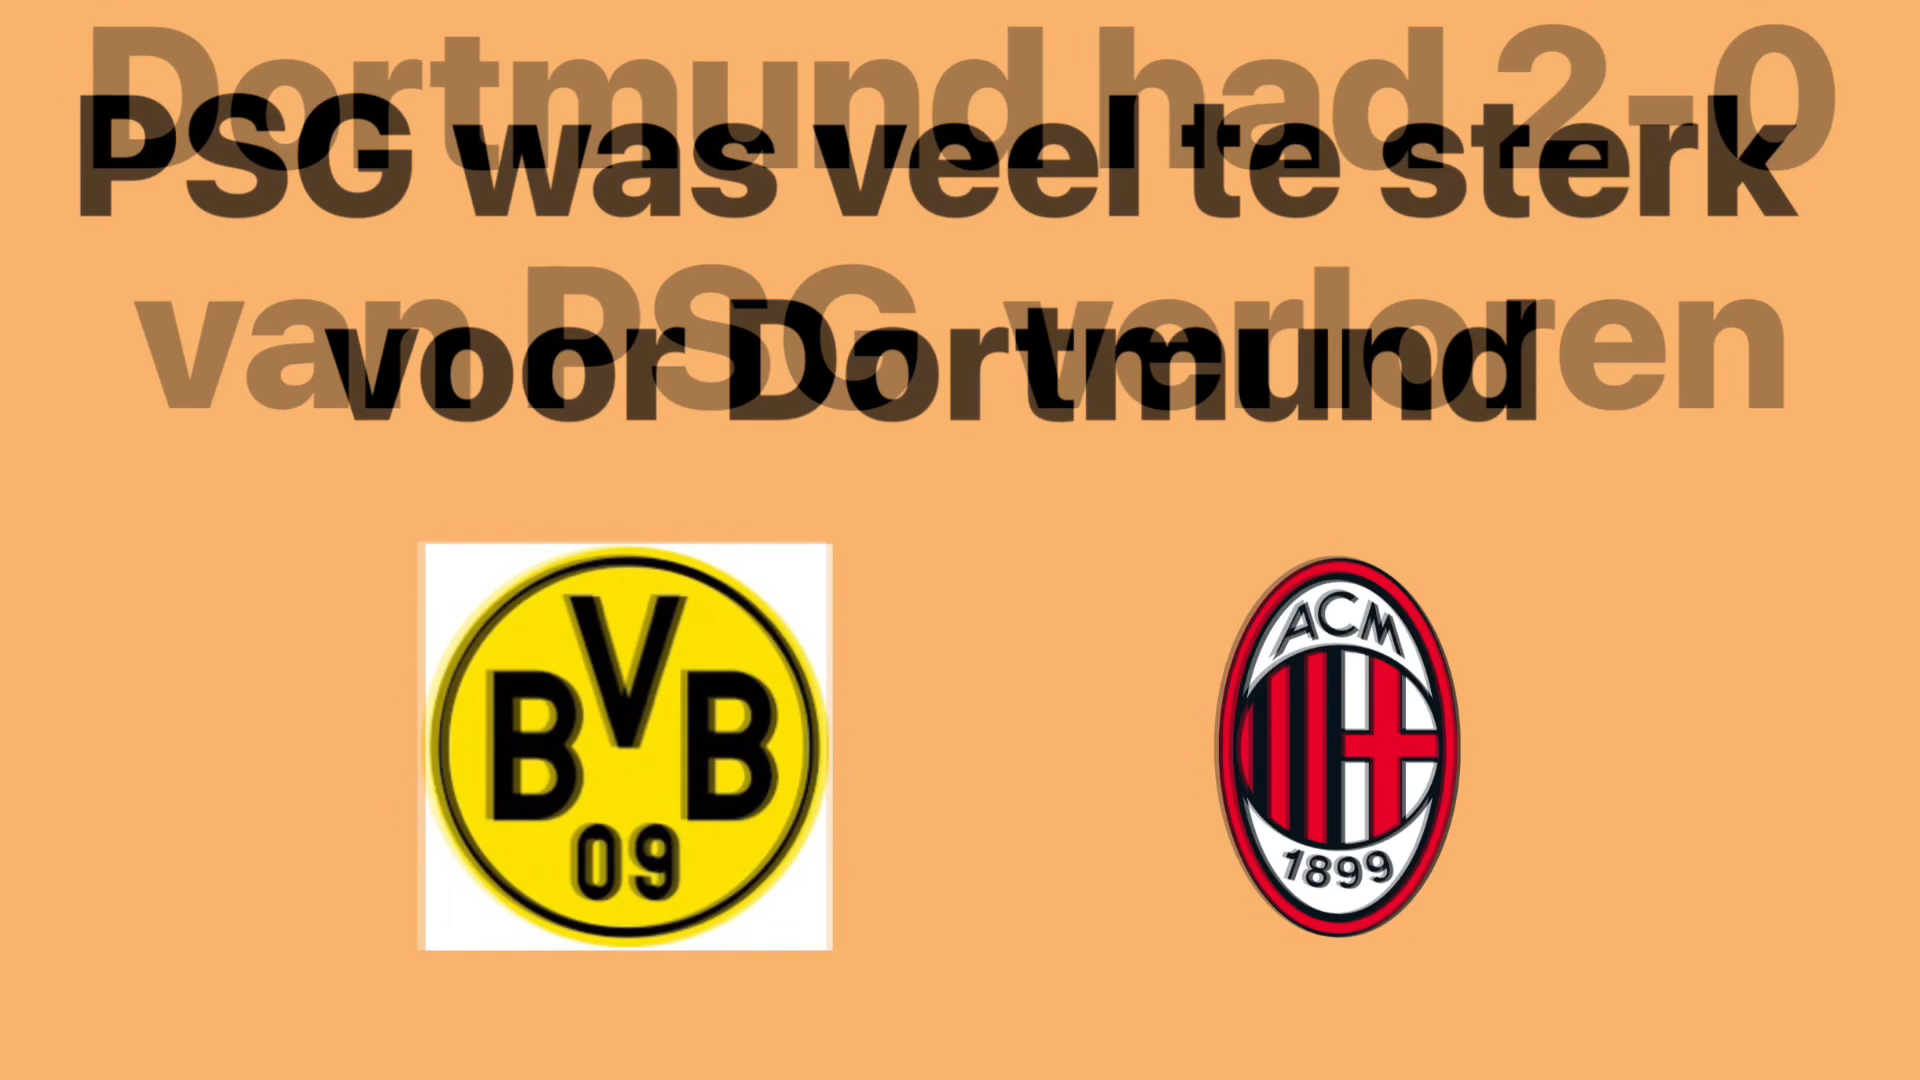 Dortmund had 2-0
van PSG verloren
PSG was veel te sterk
voor Dortmund
BVB
09
ACM
1899